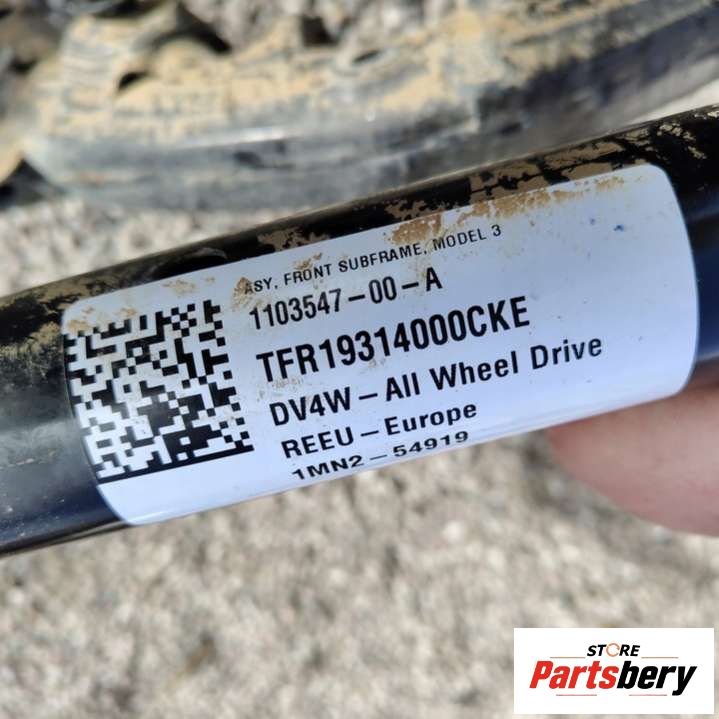 ASY, FRONT SUBFRAME, MODEL 3
1103547-00-A
TFR19314000CKE
DV4W-All Wheel Drive
REEU-Europe
1MN2-54919
STORE
Partsbery